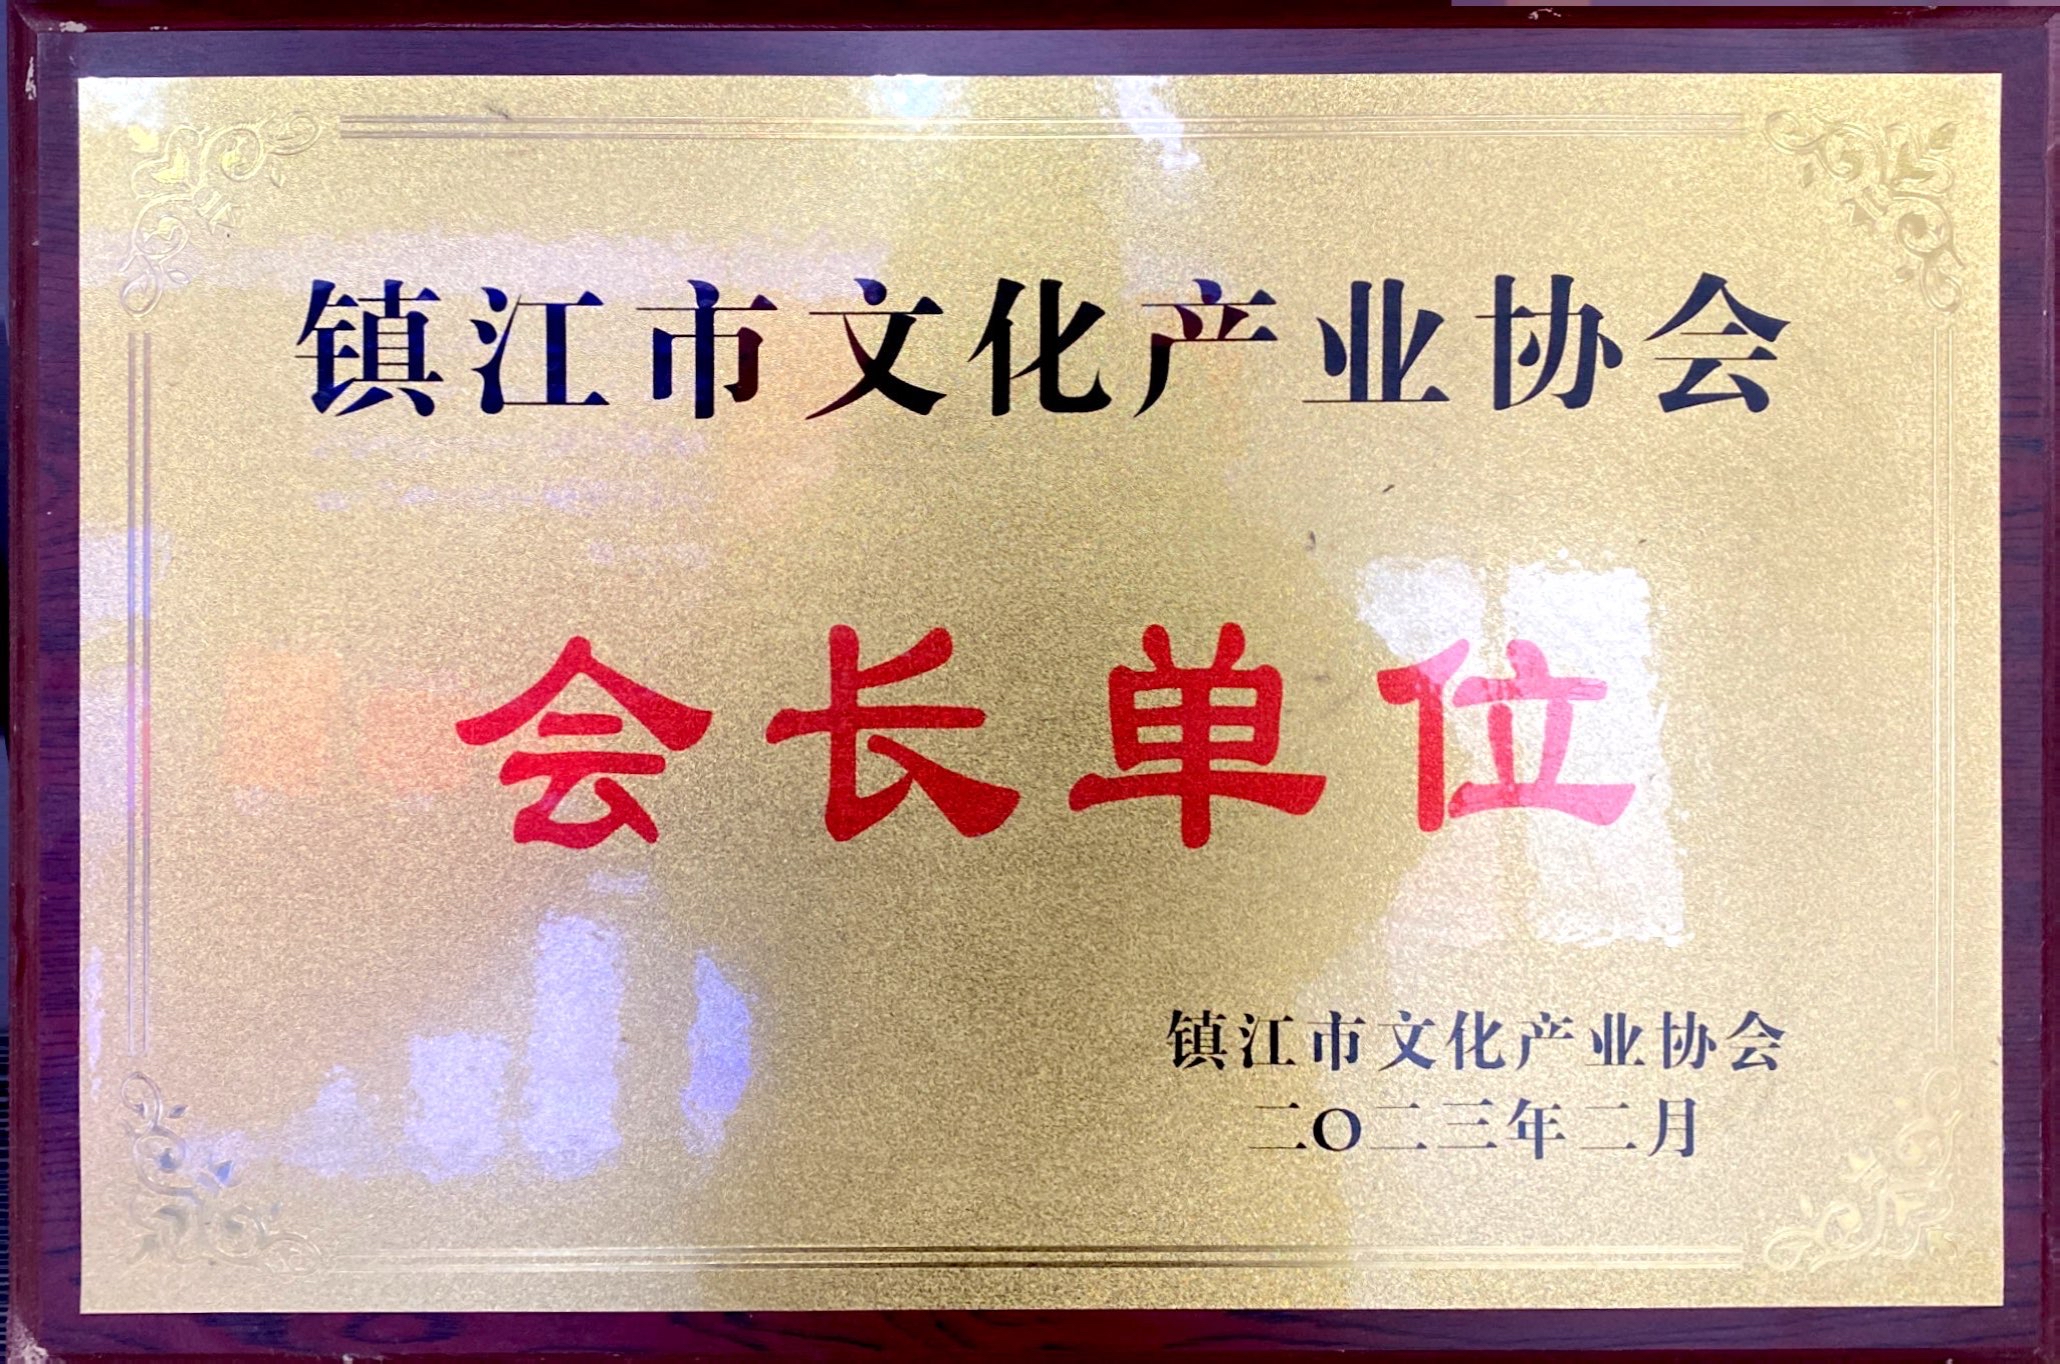 镇江市文化产业协会
会长单位
镇江市文化产业协会
二〇二三年二月